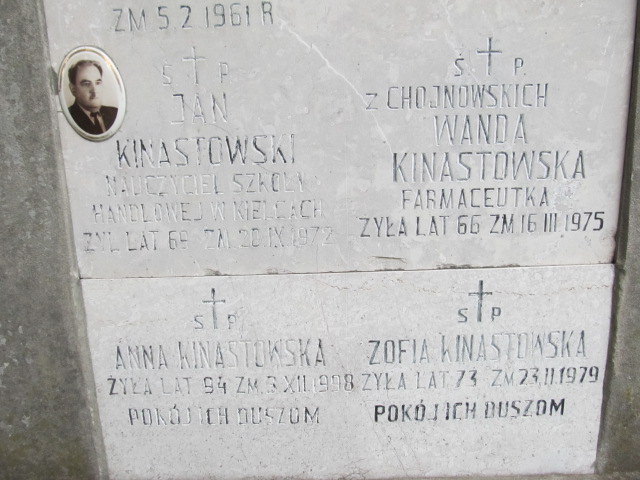 ZM 5 2 1961 R
Ś † P
JAN
KINASTOWSKI
NAUCZYCIEL SZKOŁY
HANDLOWEJ W KIELCACH
ŻYŁ LAT 69 ZM. 20 IX 1972
Ś. † P.
Z CHOJNOWSKICH
WANDA
KINASTOWSKA
FARMACEUTKA
ŻYŁA LAT 66 ZM 16 III 1975
Ś † P
ANNA KINASTOWSKA
ŻYŁA LAT 94 ZM 3 XII 1998
POKÓJ ICH DUSZOM
Ś † P
ZOFIA KINASTOWSKA
ŻYŁA LAT 73 ZM 23.II.1979
POKÓJ ICH DUSZOM